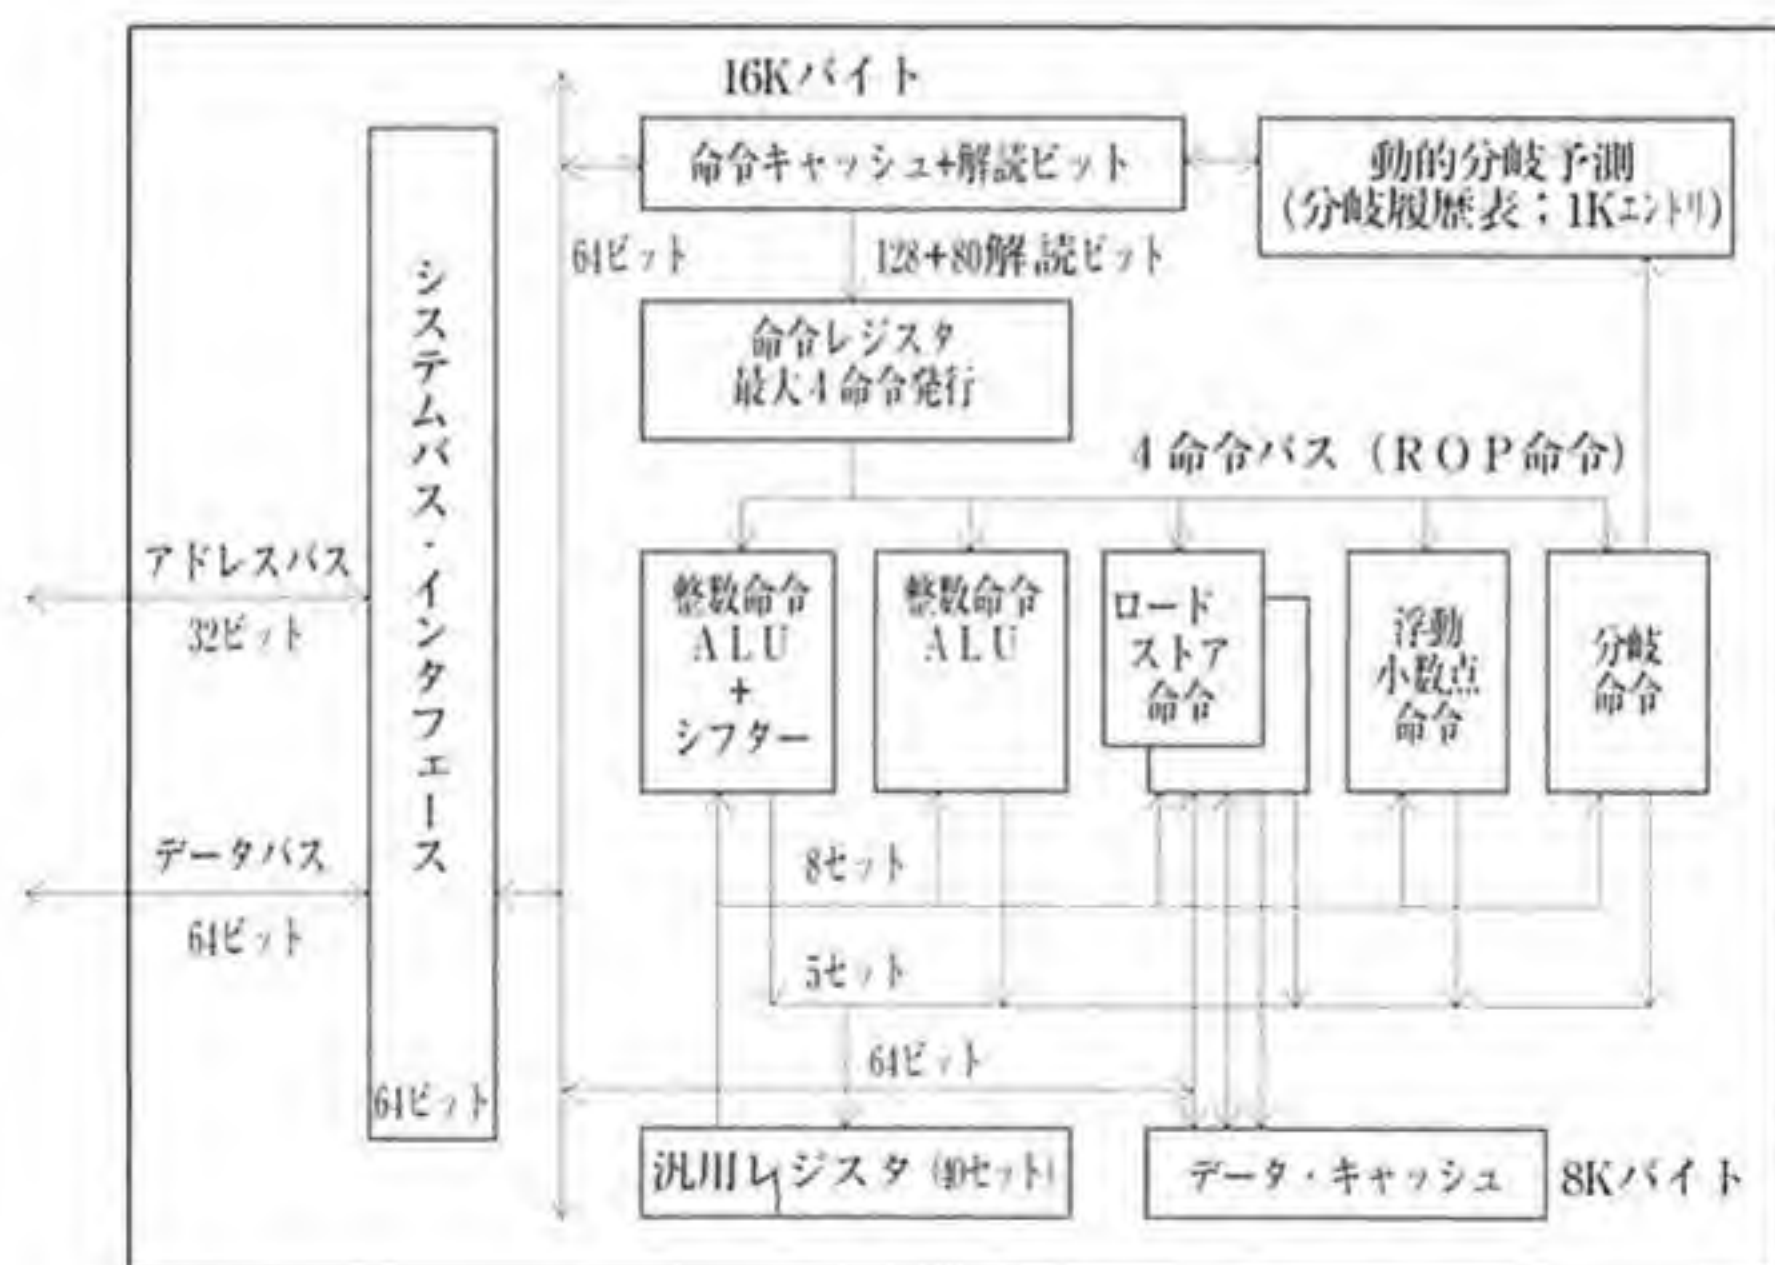 16Kバイト
命令キャッシュ+解読ビット
動的分岐予測
(分岐履歴表;1Kエントリ)
64ビット
128+80解読ビット
命令レジスタ
最大4命令発行
4命令バス(ROP命令)
システムバス・インタフェース
64ビット
アドレスバス
32ビット
データバス
64ビット
整数命令
ALU
+
シフター
整数命令
ALU
ロード
ストア
命令
浮動
小数点
命令
分岐
命令
8セット
5セット
64ビット
汎用レジスタ(40セット)
データ・キャッシュ
8Kバイト